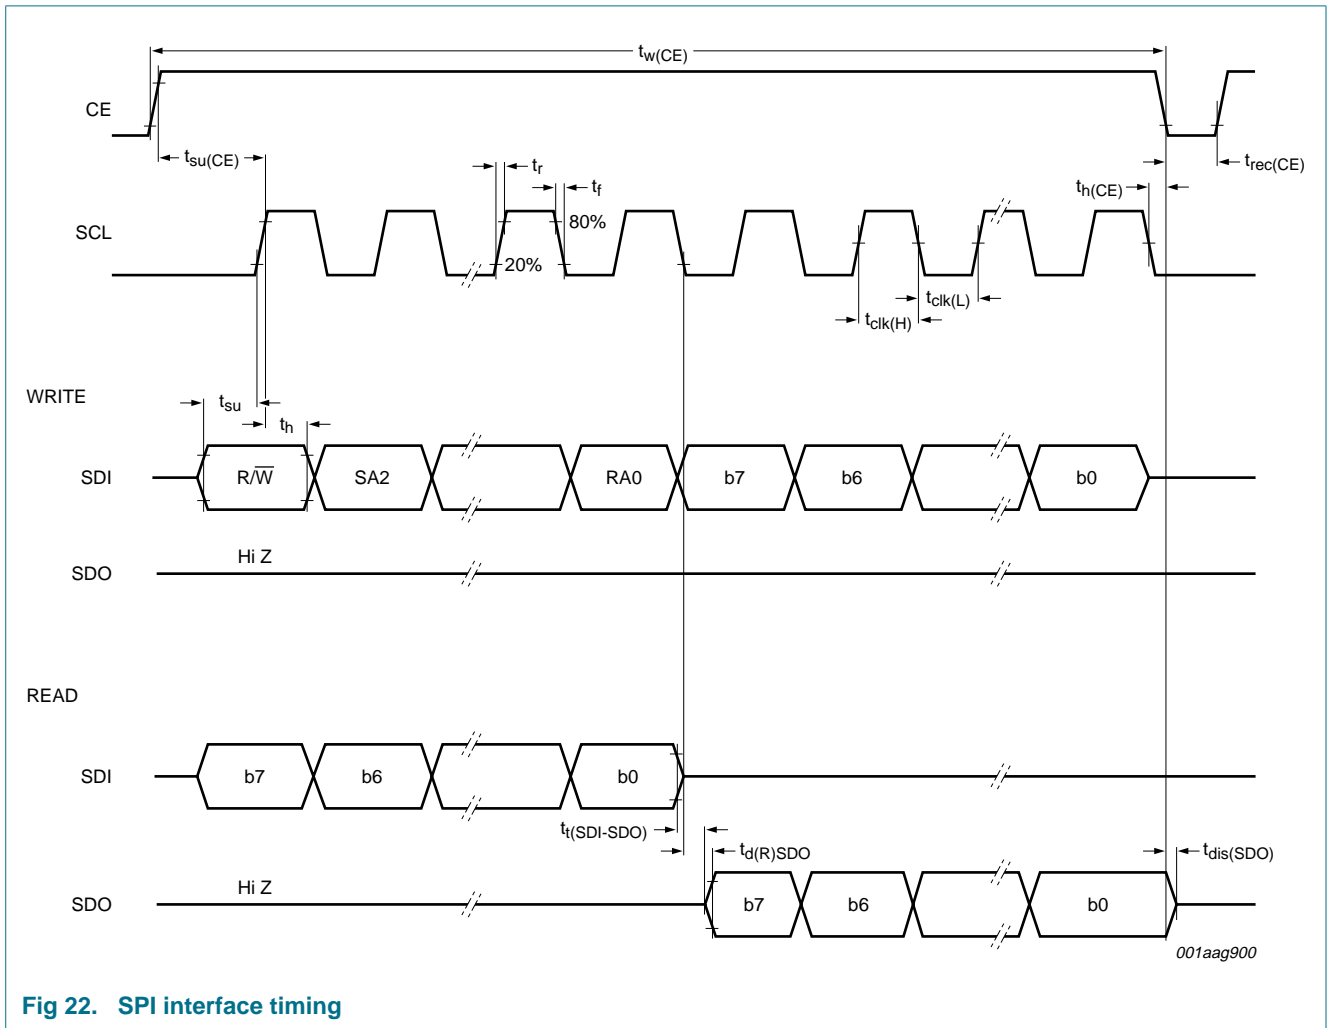 tw(CE)
CE
tsu(CE)
trec(CE)
tr
tf
th(CE)
SCL
80%
20%
tclk(L)
tclk(H)
WRITE
tsu
th
SDI R/W̅ SA2 RA0 b7 b6 b0
Hi Z
SDO
READ
SDI b7 b6 b0
tt(SDI-SDO)
td(R)SDO
tdis(SDO)
Hi Z
SDO b7 b6 b0
001aag900
Fig 22. SPI interface timing